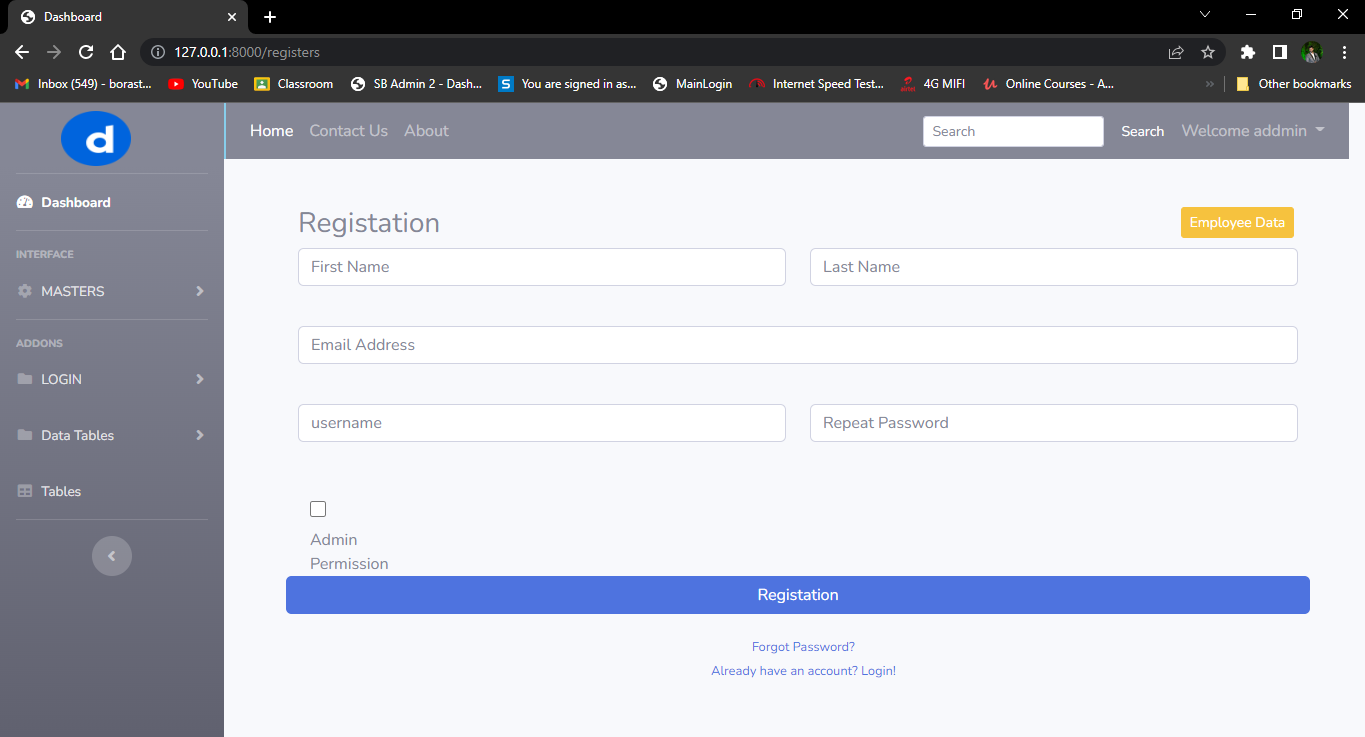 Dashboard
127.0.0.1:8000/registers
Inbox (549) - borast... YouTube Classroom SB Admin 2 - Dash... S You are signed in as... MainLogin Internet Speed Test... airtel 4G MIFI Online Courses - A... » Other bookmarks
d
Home Contact Us About Search Search Welcome addmin
Dashboard
INTERFACE
MASTERS
ADDONS
LOGIN
Data Tables
Tables
Registation Employee Data
First Name Last Name
Email Address
username Repeat Password
Admin
Permission
Registation
Forgot Password?
Already have an account? Login!